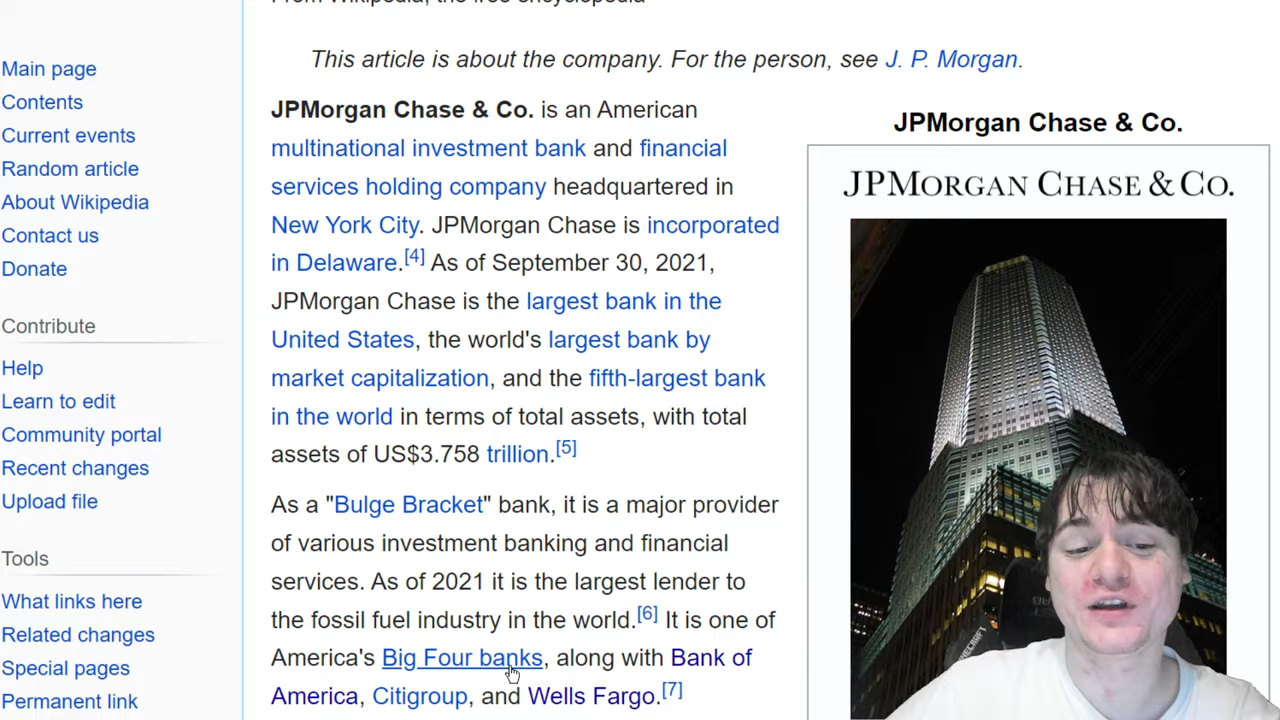 From Wikipedia, the free encyclopedia
This article is about the company. For the person, see J. P. Morgan.
Main page
Contents
Current events
Random article
About Wikipedia
Contact us
Donate
Contribute
Help
Learn to edit
Community portal
Recent changes
Upload file
Tools
What links here
Related changes
Special pages
Permanent link
JPMorgan Chase & Co. is an American
multinational investment bank and financial
services holding company headquartered in
New York City. JPMorgan Chase is incorporated
in Delaware.[4] As of September 30, 2021,
JPMorgan Chase is the largest bank in the
United States, the world's largest bank by
market capitalization, and the fifth-largest bank
in the world in terms of total assets, with total
assets of US$3.758 trillion.[5]
As a "Bulge Bracket" bank, it is a major provider
of various investment banking and financial
services. As of 2021 it is the largest lender to
the fossil fuel industry in the world.[6] It is one of
America's Big Four banks, along with Bank of
America, Citigroup, and Wells Fargo.[7]
JPMorgan Chase & Co.
JPMORGAN CHASE & CO.